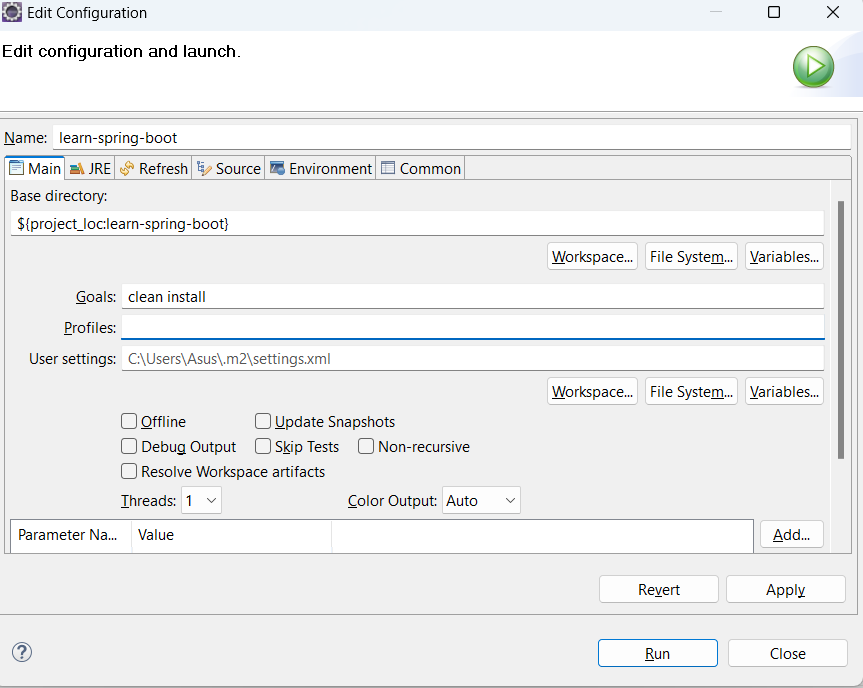 Edit Configuration
Edit configuration and launch.
Name: learn-spring-boot
Main JRE Refresh Source Environment Common
Base directory:
${project_loc:learn-spring-boot}
Workspace... File System... Variables...
Goals: clean install
Profiles:
User settings: C:\Users\Asus\.m2\settings.xml
Workspace... File System... Variables...
Offline Update Snapshots
Debug Output Skip Tests Non-recursive
Resolve Workspace artifacts
Threads: 1 Color Output: Auto
Parameter Na... Value Add...
Revert Apply
? Run Close